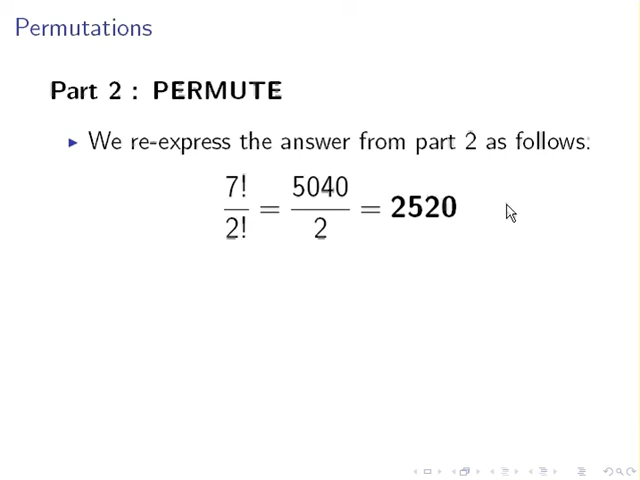 Permutations
Part 2 : PERMUTE
▶ We re-express the answer from part 2 as follows:
7!/2! = 5040/2 = 2520